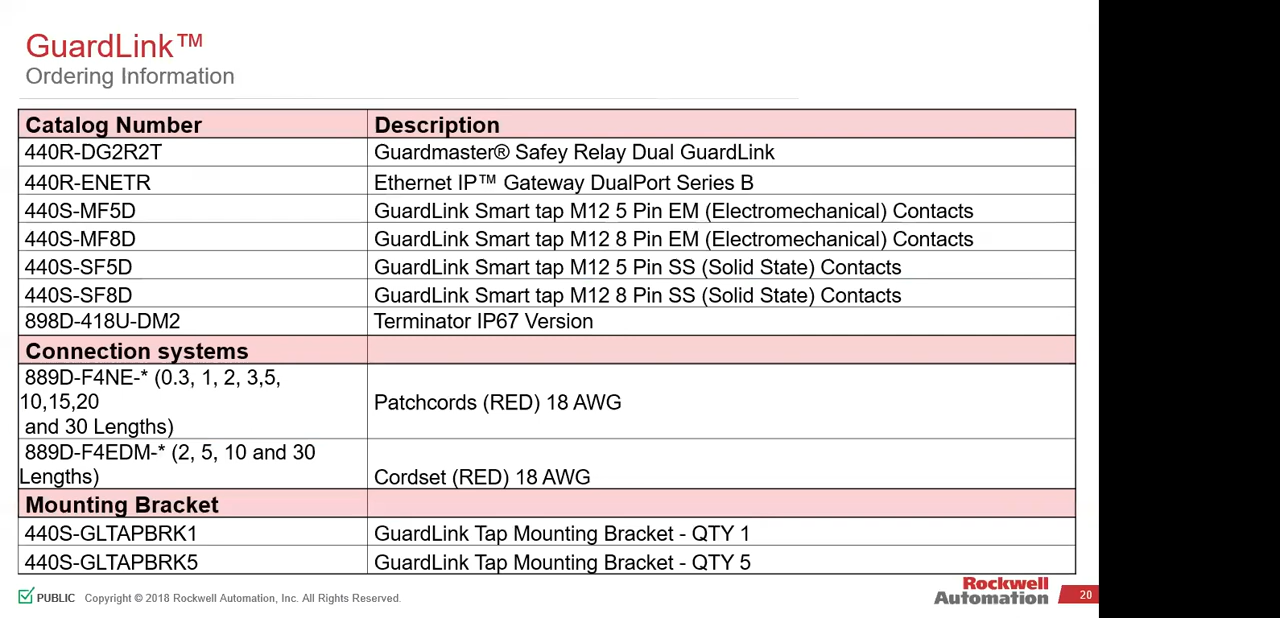 GuardLink™
Ordering Information
Catalog Number Description
440R-DG2R2T Guardmaster® Safey Relay Dual GuardLink
440R-ENETR Ethernet IP™ Gateway DualPort Series B
440S-MF5D GuardLink Smart tap M12 5 Pin EM (Electromechanical) Contacts
440S-MF8D GuardLink Smart tap M12 8 Pin EM (Electromechanical) Contacts
440S-SF5D GuardLink Smart tap M12 5 Pin SS (Solid State) Contacts
440S-SF8D GuardLink Smart tap M12 8 Pin SS (Solid State) Contacts
898D-418U-DM2 Terminator IP67 Version
Connection systems
889D-F4NE-* (0.3, 1, 2, 3,5,
10,15,20
and 30 Lengths)
Patchcords (RED) 18 AWG
889D-F4EDM-* (2, 5, 10 and 30
Lengths)
Cordset (RED) 18 AWG
Mounting Bracket
440S-GLTAPBRK1 GuardLink Tap Mounting Bracket - QTY 1
440S-GLTAPBRK5 GuardLink Tap Mounting Bracket - QTY 5
PUBLIC Copyright © 2018 Rockwell Automation, Inc. All Rights Reserved.
Rockwell
Automation
20